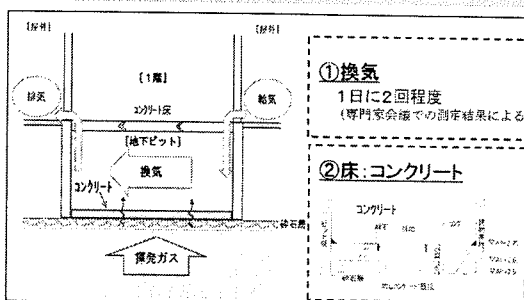 [屋外]
[屋外]
[1階]
排気
給気
コンクリート床
[地下ピット]
換気
コンクリート
砕石層
揮発ガス
①換気
1日に2回程度
(専門家会議での測定結果による
②床:コンクリート
コンクリート
砕石層